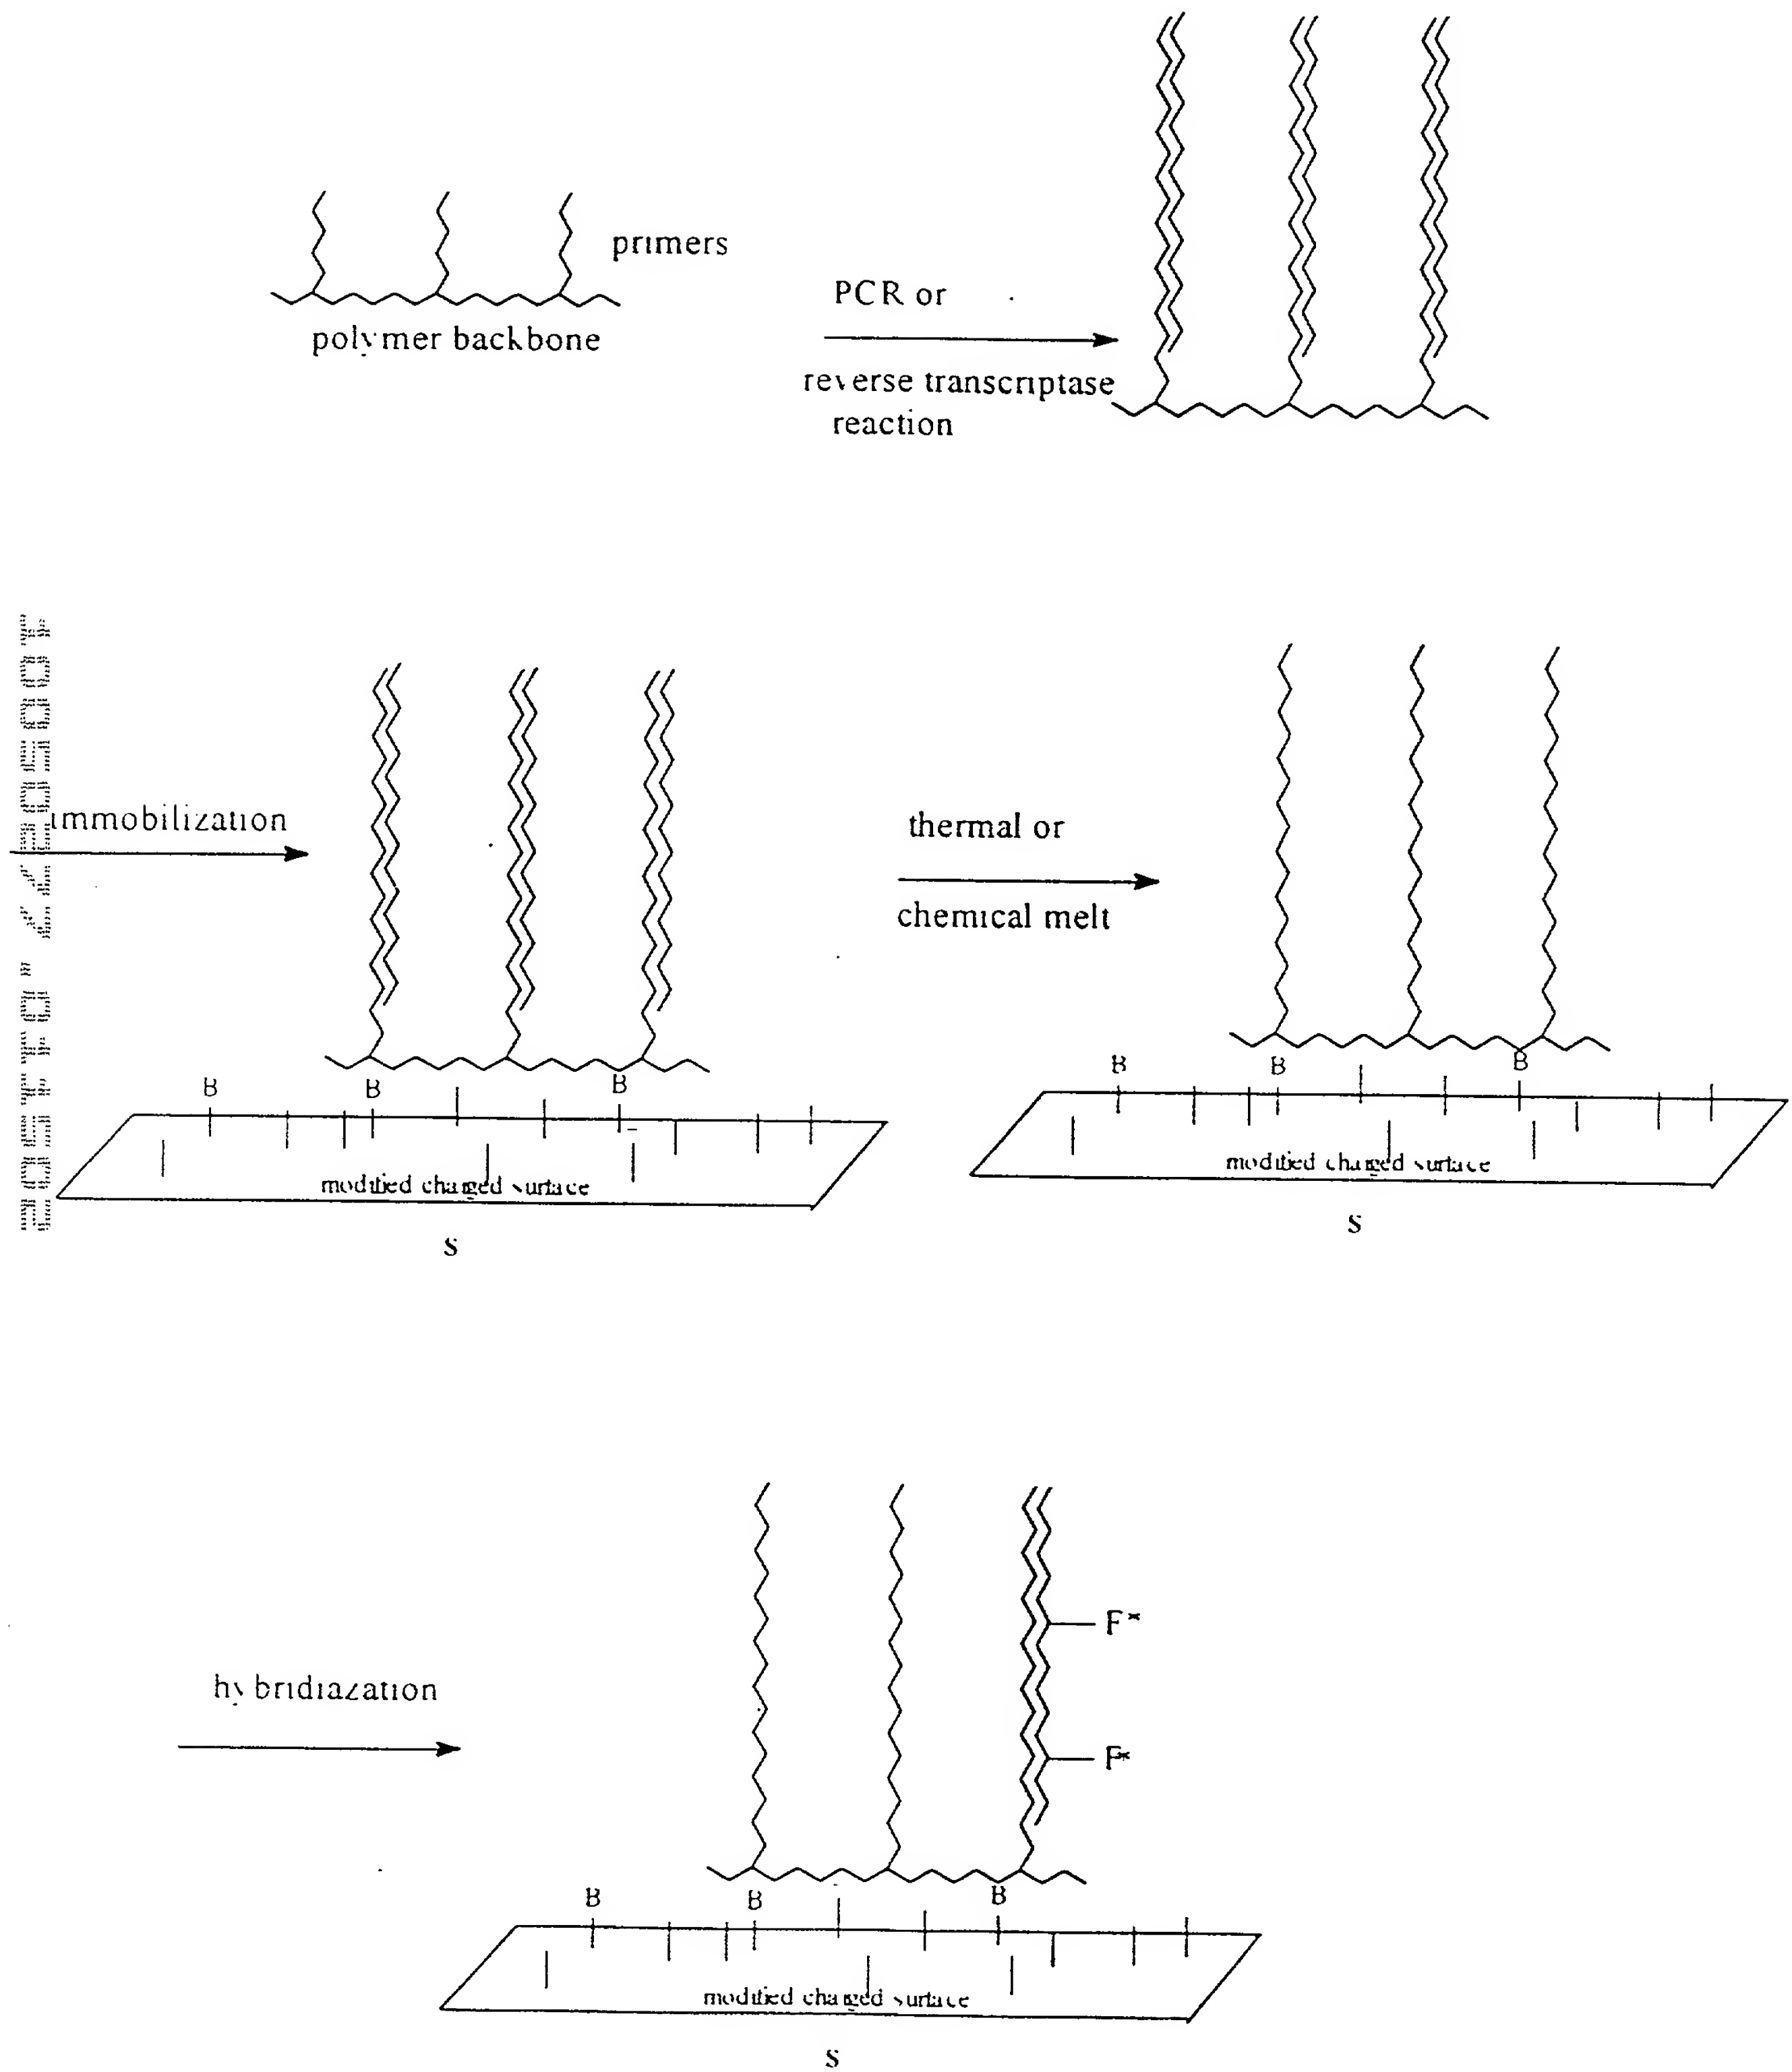 primers
polymer backbone
PCR or
reverse transcriptase
reaction
immobilization
thermal or
chemical melt
B B B
modified charged surface
S
B B B
modified charged surface
S
hybridiazation
F*
F*
B B B
modified charged surface
S